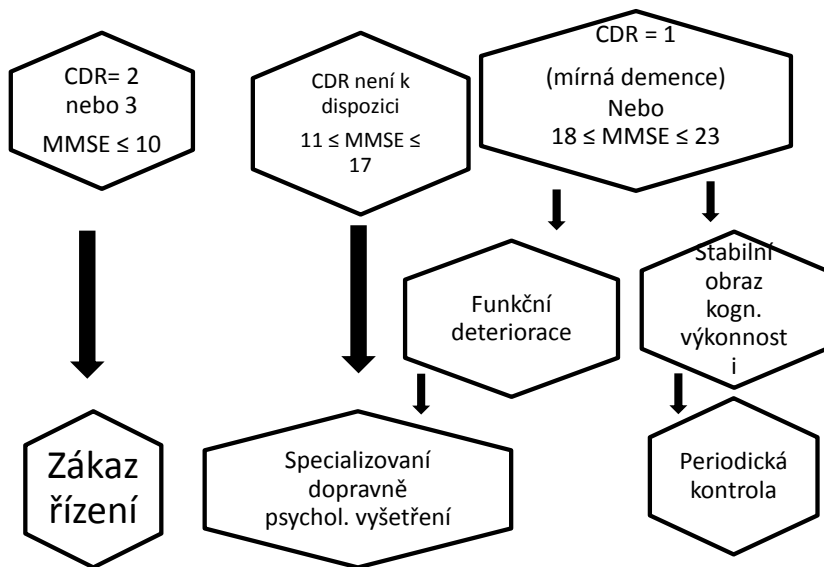 CDR= 2
nebo 3
MMSE ≤ 10
CDR není k
dispozici
11 ≤ MMSE ≤
17
CDR = 1
(mírná demence)
Nebo
18 ≤ MMSE ≤ 23
Funkční
deteriorace
Stabilní
obraz
kogn.
výkonnost
i
Zákaz
řízení
Specializovaní
dopravně
psychol. vyšetření
Periodická
kontrola